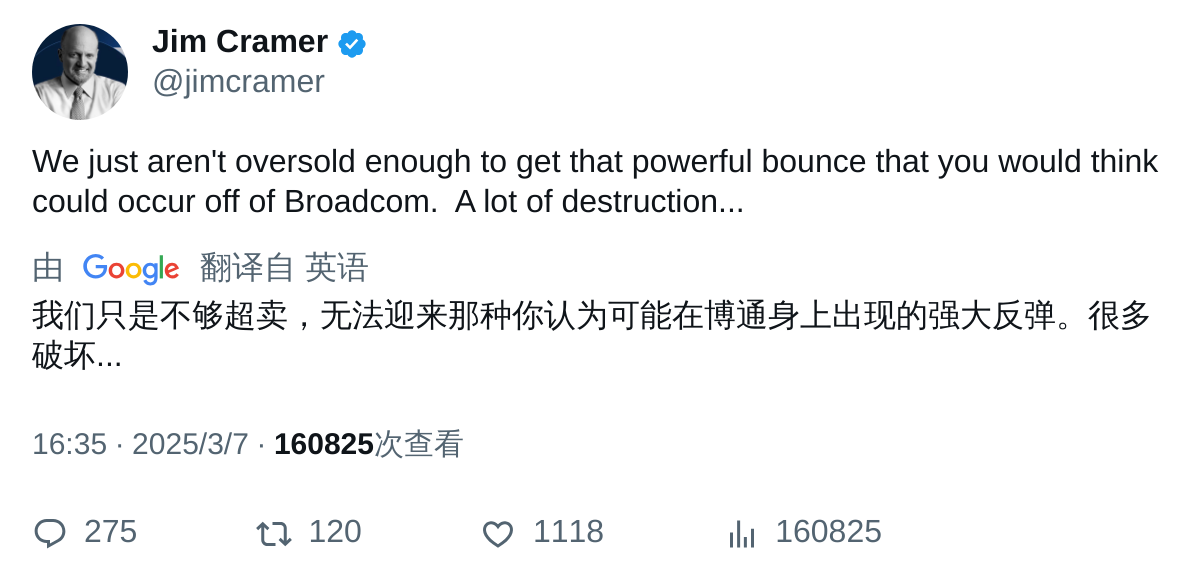 Jim Cramer
@jimcramer
We just aren't oversold enough to get that powerful bounce that you would think
could occur off of Broadcom.  A lot of destruction...
由 Google 翻译自 英语
我们只是不够超卖，无法迎来那种你认为可能在博通身上出现的强大反弹。很多
破坏...
16:35 · 2025/3/7 · 160825次查看
275 120 1118 160825